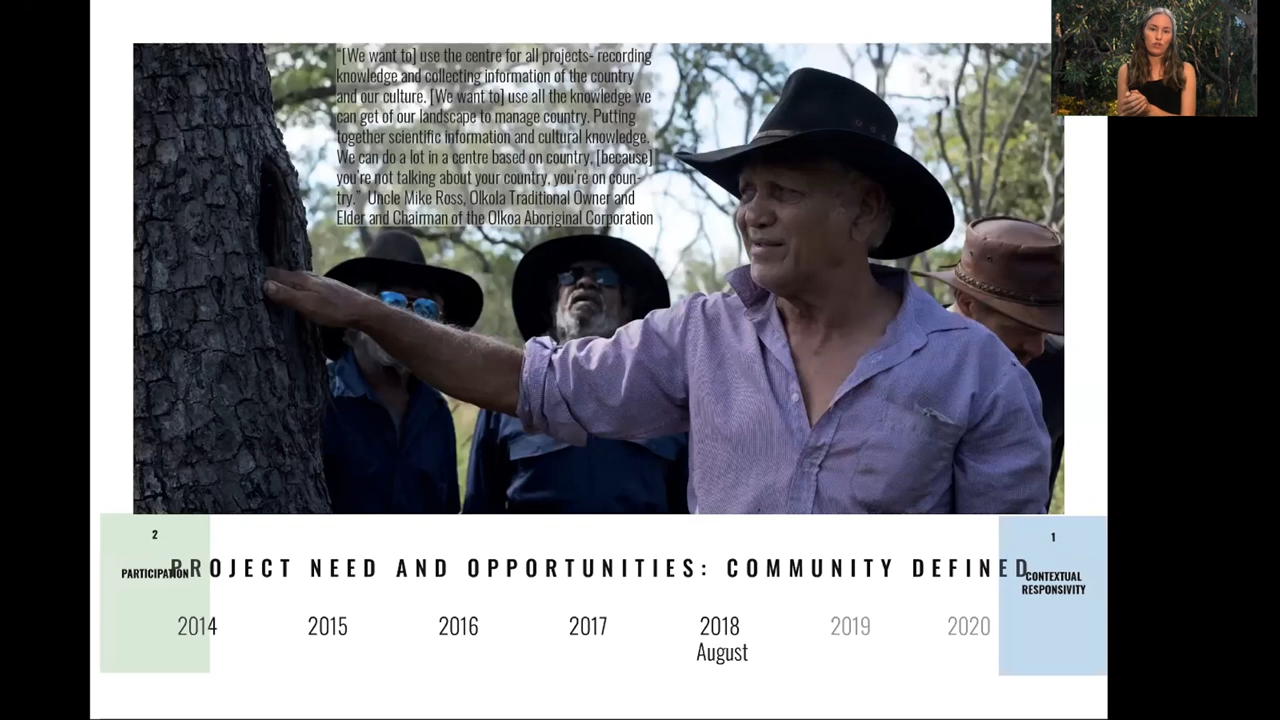 “[We want to] use the centre for all projects- recording
knowledge and collecting information of the country
and our culture. [We want to] use all the knowledge we
can get of our landscape to manage country. Putting
together scientific information and cultural knowledge.
We can do a lot in a centre based on country, [because]
you’re not talking about your country, you’re on coun-
try.” Uncle Mike Ross, Olkola Traditional Owner and
Elder and Chairman of the Olkoa Aboriginal Corporation
2
PARTICIPATION
PROJECT NEED AND OPPORTUNITIES: COMMUNITY DEFINED
1
CONTEXTUAL
RESPONSIVITY
2014 2015 2016 2017 2018 2019 2020
August